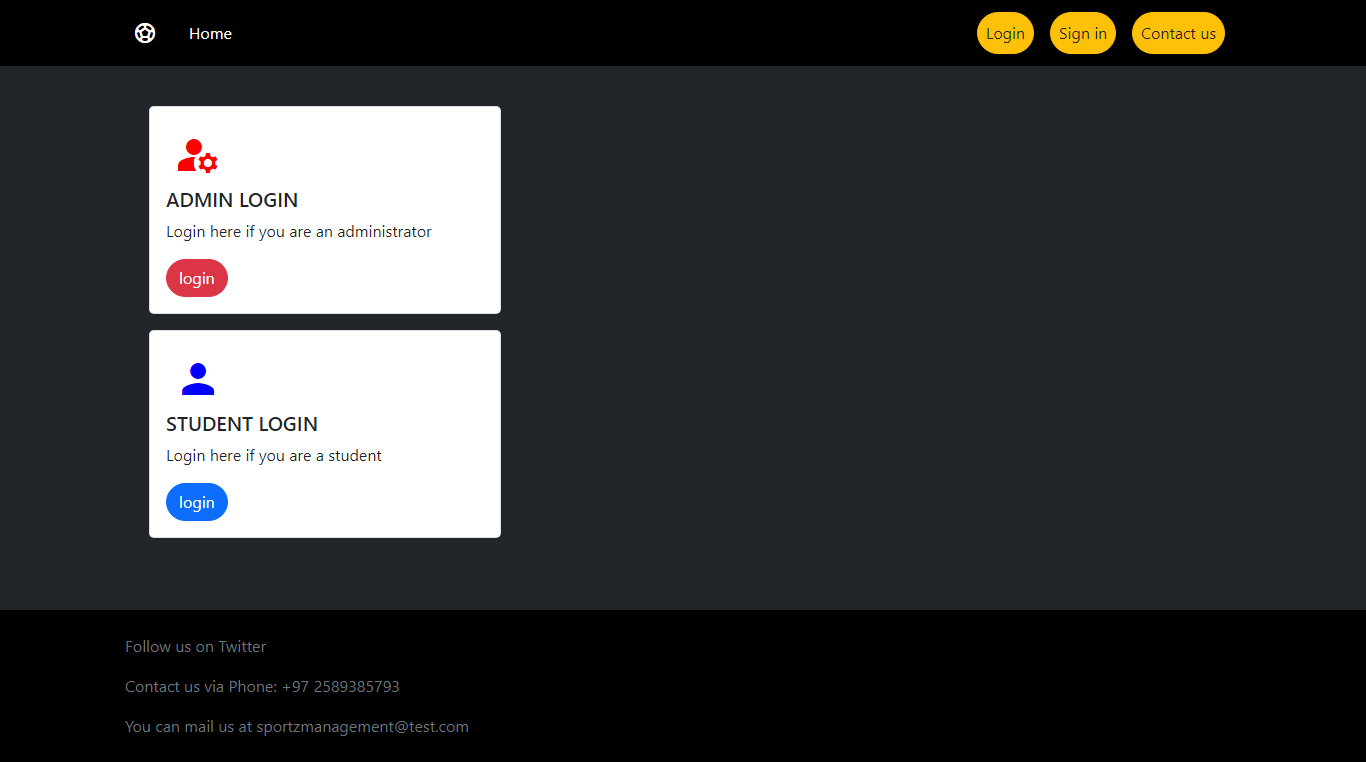 Home
Login
Sign in
Contact us
ADMIN LOGIN
Login here if you are an administrator
login
STUDENT LOGIN
Login here if you are a student
login
Follow us on Twitter
Contact us via Phone: +97 2589385793
You can mail us at sportzmanagement@test.com